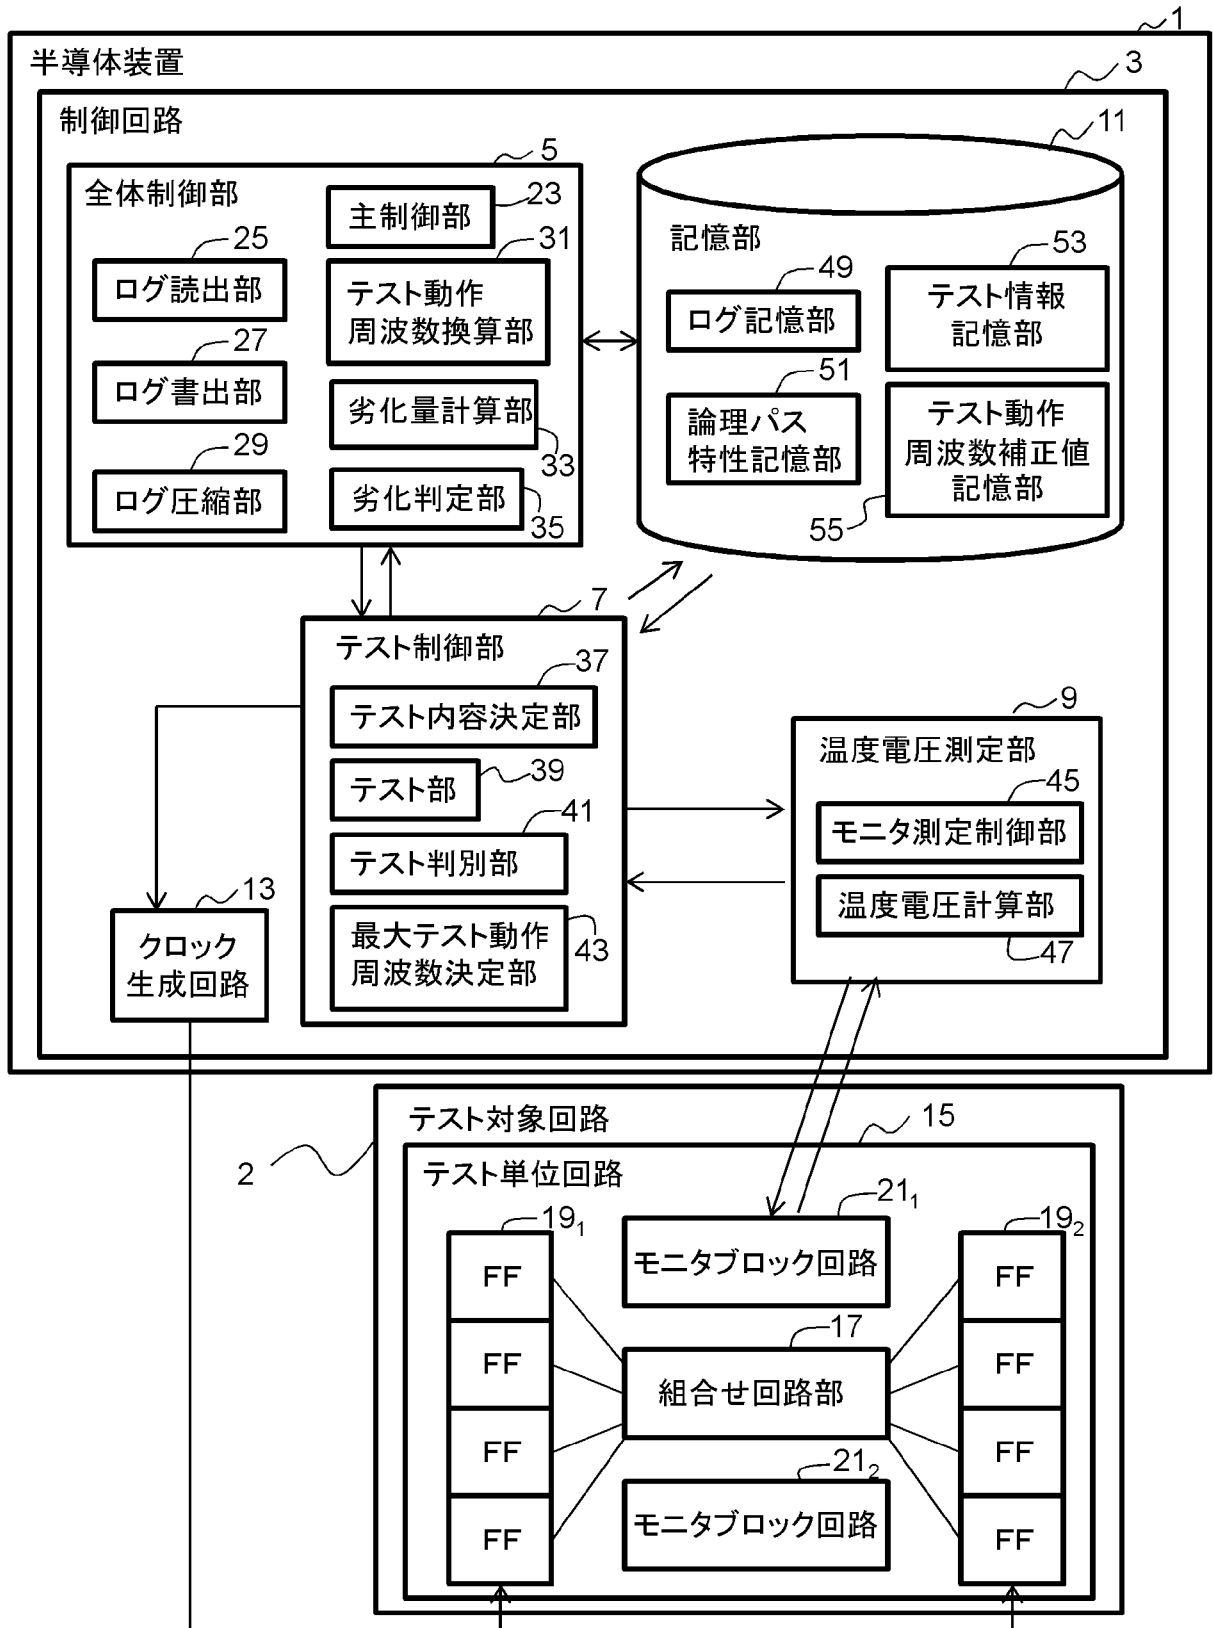 1
半導体装置
3
制御回路
5
全体制御部
23
主制御部
25
ログ読出部
31
テスト動作
周波数換算部
27
ログ書出部
劣化量計算部
33
29
ログ圧縮部
劣化判定部
35
11
記憶部
49
ログ記憶部
53
テスト情報
記憶部
51
論理パス
特性記憶部
テスト動作
周波数補正値
記憶部
55
7
テスト制御部
37
テスト内容決定部
39
テスト部
41
テスト判別部
最大テスト動作
周波数決定部
43
9
温度電圧測定部
45
モニタ測定制御部
温度電圧計算部
47
13
クロック
生成回路
2
テスト対象回路
15
テスト単位回路
19₁
FF
FF
FF
FF
21₁
モニタブロック回路
17
組合せ回路部
21₂
モニタブロック回路
19₂
FF
FF
FF
FF